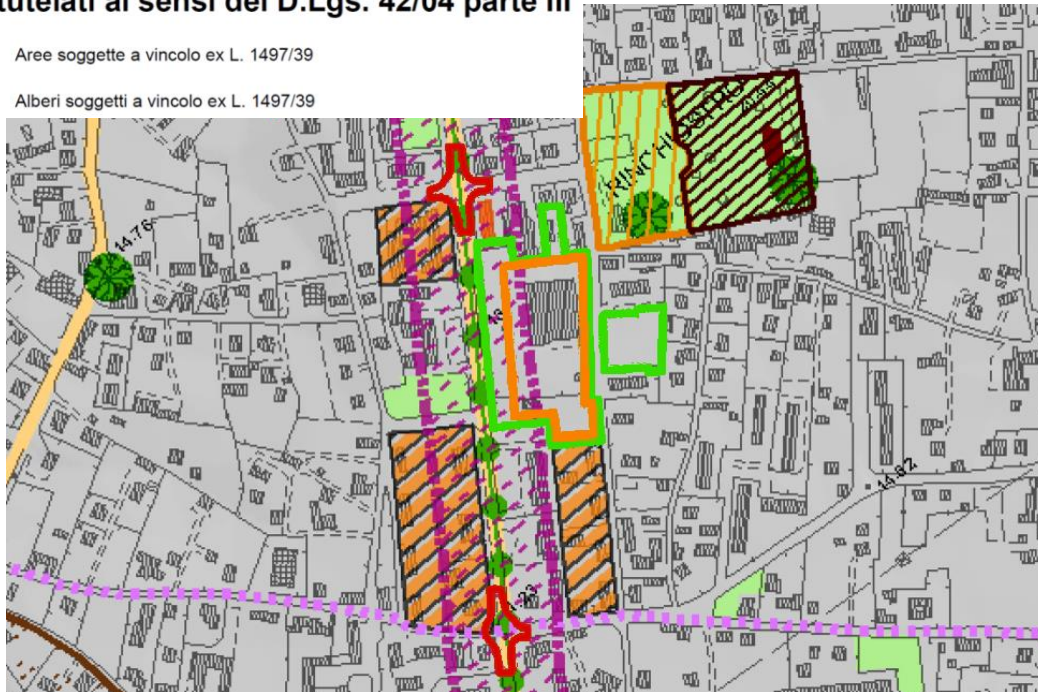 tutelati ai sensi del D.Lgs. 42/04 parte III
Aree soggette a vincolo ex L. 1497/39
Alberi soggetti a vincolo ex L. 1497/39
14.76
14.82